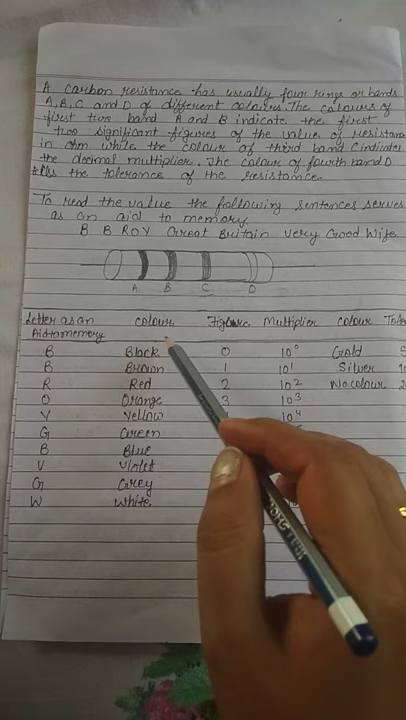 A carbon resistance has usually four rings or bands
A, B, C and D of different colours. The colours of
first two band A and B indicate the first
two significant figures of the value of resistance
in ohm while the colour of third band C indicates
the decimal multiplier. The colour of fourth band D
tells the tolerance of the resistance.
To read the value the following sentences serves
as an aid to memory
B B ROY Great Britain Very Good Wife.
A B C D
Letter as an Aid to memory colour Figure Multiplier colour
B Black 0 10⁰ Gold 5
B Brown 1 10¹ Silver
R Red 2 10² No colour 2
O Orange 3 10³
Y Yellow 10⁴
G Green
B Blue
V Violet
G Grey
W White